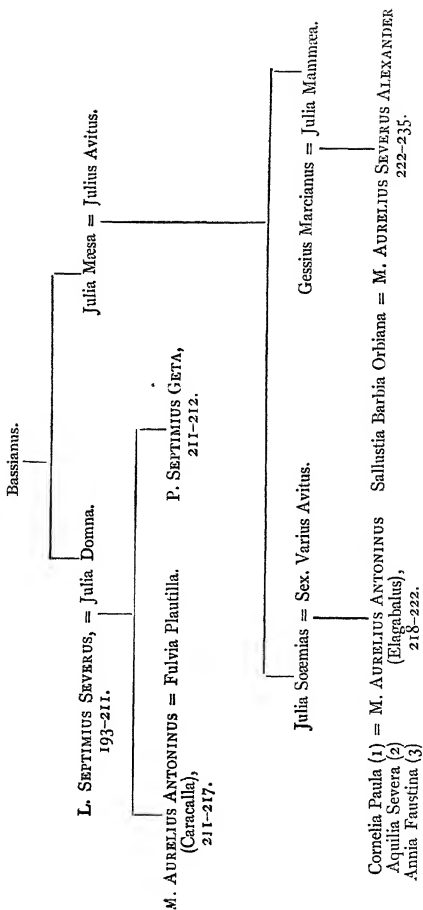 Bassianus.
L. SEPTIMIUS SEVERUS, = Julia Domna.
193-211.
Julia Mæsa = Julius Avitus.
M. AURELIUS ANTONINUS = Fulvia Plautilla.
(Caracalla),
211-217.
P. SEPTIMIUS GETA,
211-212.
Julia Soæmias = Sex. Varius Avitus.
Gessius Marcianus = Julia Mammæa.
Cornelia Paula (1) = M. AURELIUS ANTONINUS
Aquilia Severa (2)
Annia Faustina (3)
(Elagabalus),
218-222.
Sallustia Barbia Orbiana = M. AURELIUS SEVERUS ALEXANDER
222-235.